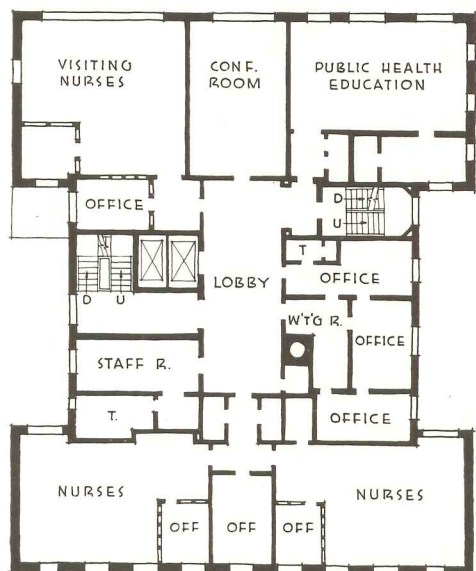 VISITING
NURSES
CONF.
ROOM
PUBLIC HEALTH
EDUCATION
OFFICE
D
U
T
OFFICE
LOBBY
D U
W'T'G R.
OFFICE
STAFF R.
T.
OFFICE
NURSES
NURSES
OFF
OFF
OFF